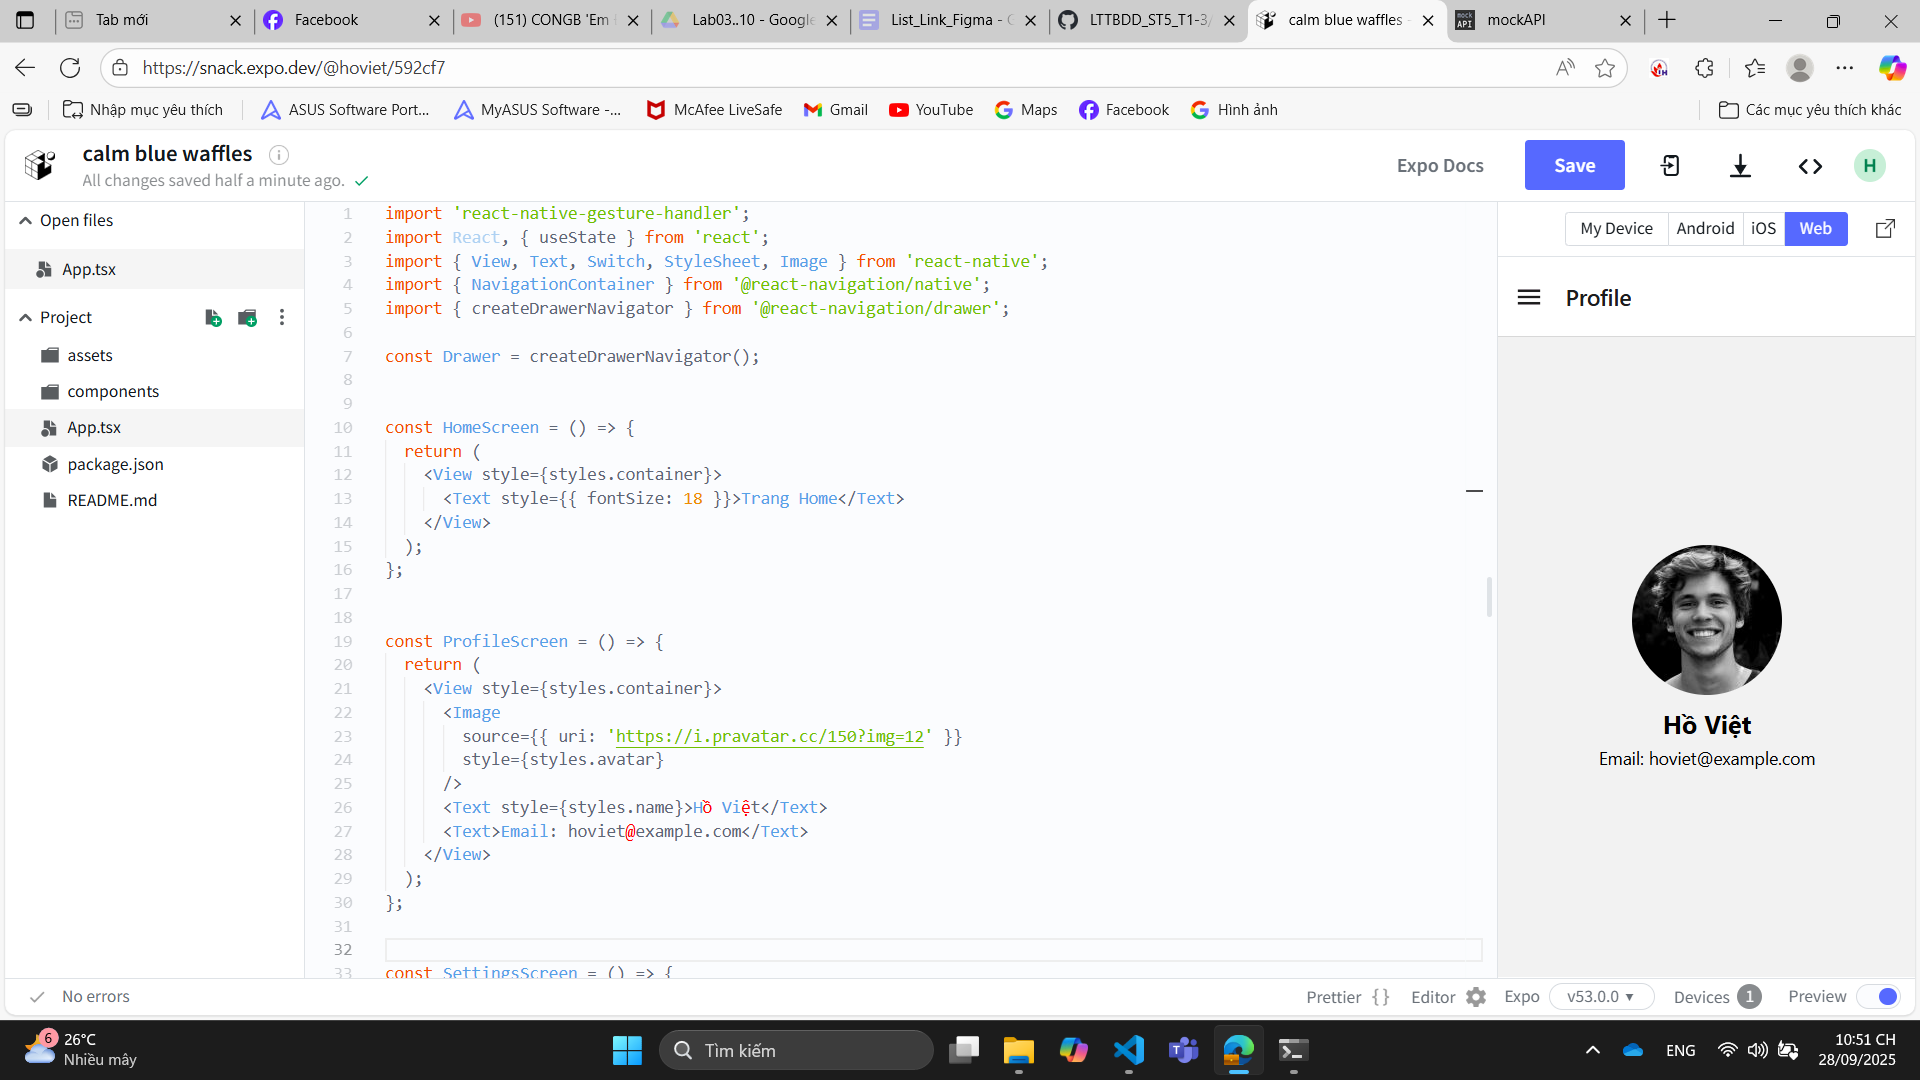 Tab mới
Facebook
(151) CONGB 'Em
Lab03..10 - Google
List_Link_Figma -
LTTBDD_ST5_T1-3/
calm blue waffles -
mockAPI
https://snack.expo.dev/@hoviet/592cf7
Nhập mục yêu thích
ASUS Software Port...
MyASUS Software -...
McAfee LiveSafe
Gmail
YouTube
Maps
Facebook
Hình ảnh
Các mục yêu thích khác
calm blue waffles
All changes saved half a minute ago.
Expo Docs
Save
H
Open files
App.tsx
Project
assets
components
App.tsx
package.json
README.md
1 import 'react-native-gesture-handler';
2 import React, { useState } from 'react';
3 import { View, Text, Switch, StyleSheet, Image } from 'react-native';
4 import { NavigationContainer } from '@react-navigation/native';
5 import { createDrawerNavigator } from '@react-navigation/drawer';
6
7 const Drawer = createDrawerNavigator();
8
9
10 const HomeScreen = () => {
11 return (
12 <View style={styles.container}>
13 <Text style={{ fontSize: 18 }}>Trang Home</Text>
14 </View>
15 );
16 };
17
18
19 const ProfileScreen = () => {
20 return (
21 <View style={styles.container}>
22 <Image
23 source={{ uri: 'https://i.pravatar.cc/150?img=12' }}
24 style={styles.avatar}
25 />
26 <Text style={styles.name}>Hồ Việt</Text>
27 <Text>Email: hoviet@example.com</Text>
28 </View>
29 );
30 };
31
32
33 const SettingsScreen = () => {
My Device
Android
iOS
Web
Profile
Hồ Việt
Email: hoviet@example.com
No errors
Prettier {}
Editor
Expo
v53.0.0
Devices 1
Preview
6
26°C
Nhiều mây
Tìm kiếm
ENG
10:51 CH
28/09/2025